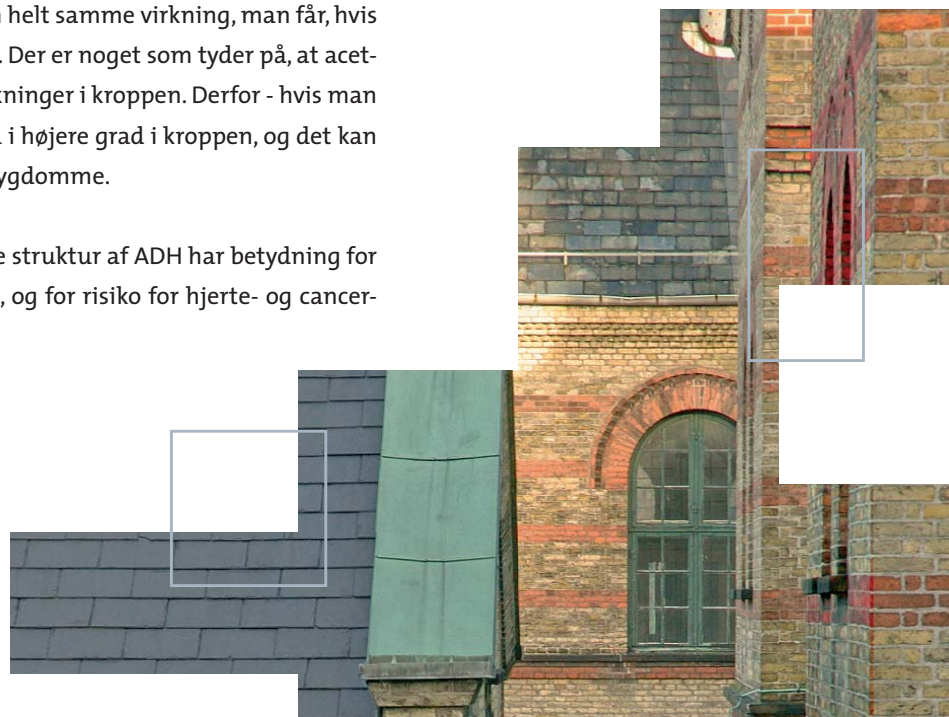 helt samme virkning, man får, hvis
. Der er noget som tyder på, at acet-
kninger i kroppen. Derfor - hvis man
i højere grad i kroppen, og det kan
ygdomme.
e struktur af ADH har betydning for
, og for risiko for hjerte- og cancer-